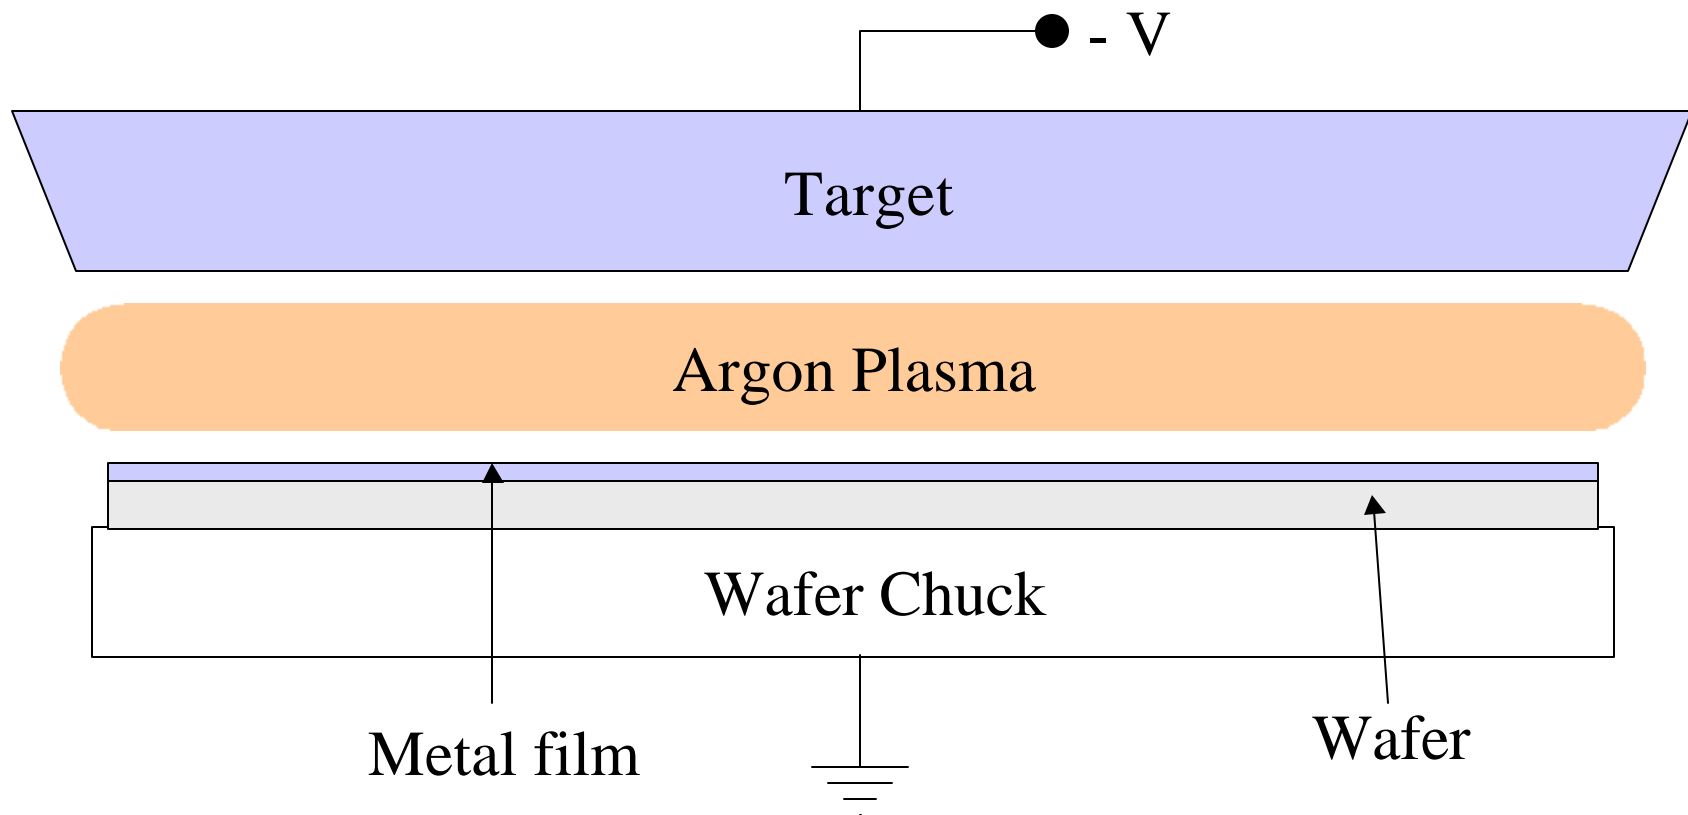 - V
Target
Argon Plasma
Wafer Chuck
Metal film
Wafer